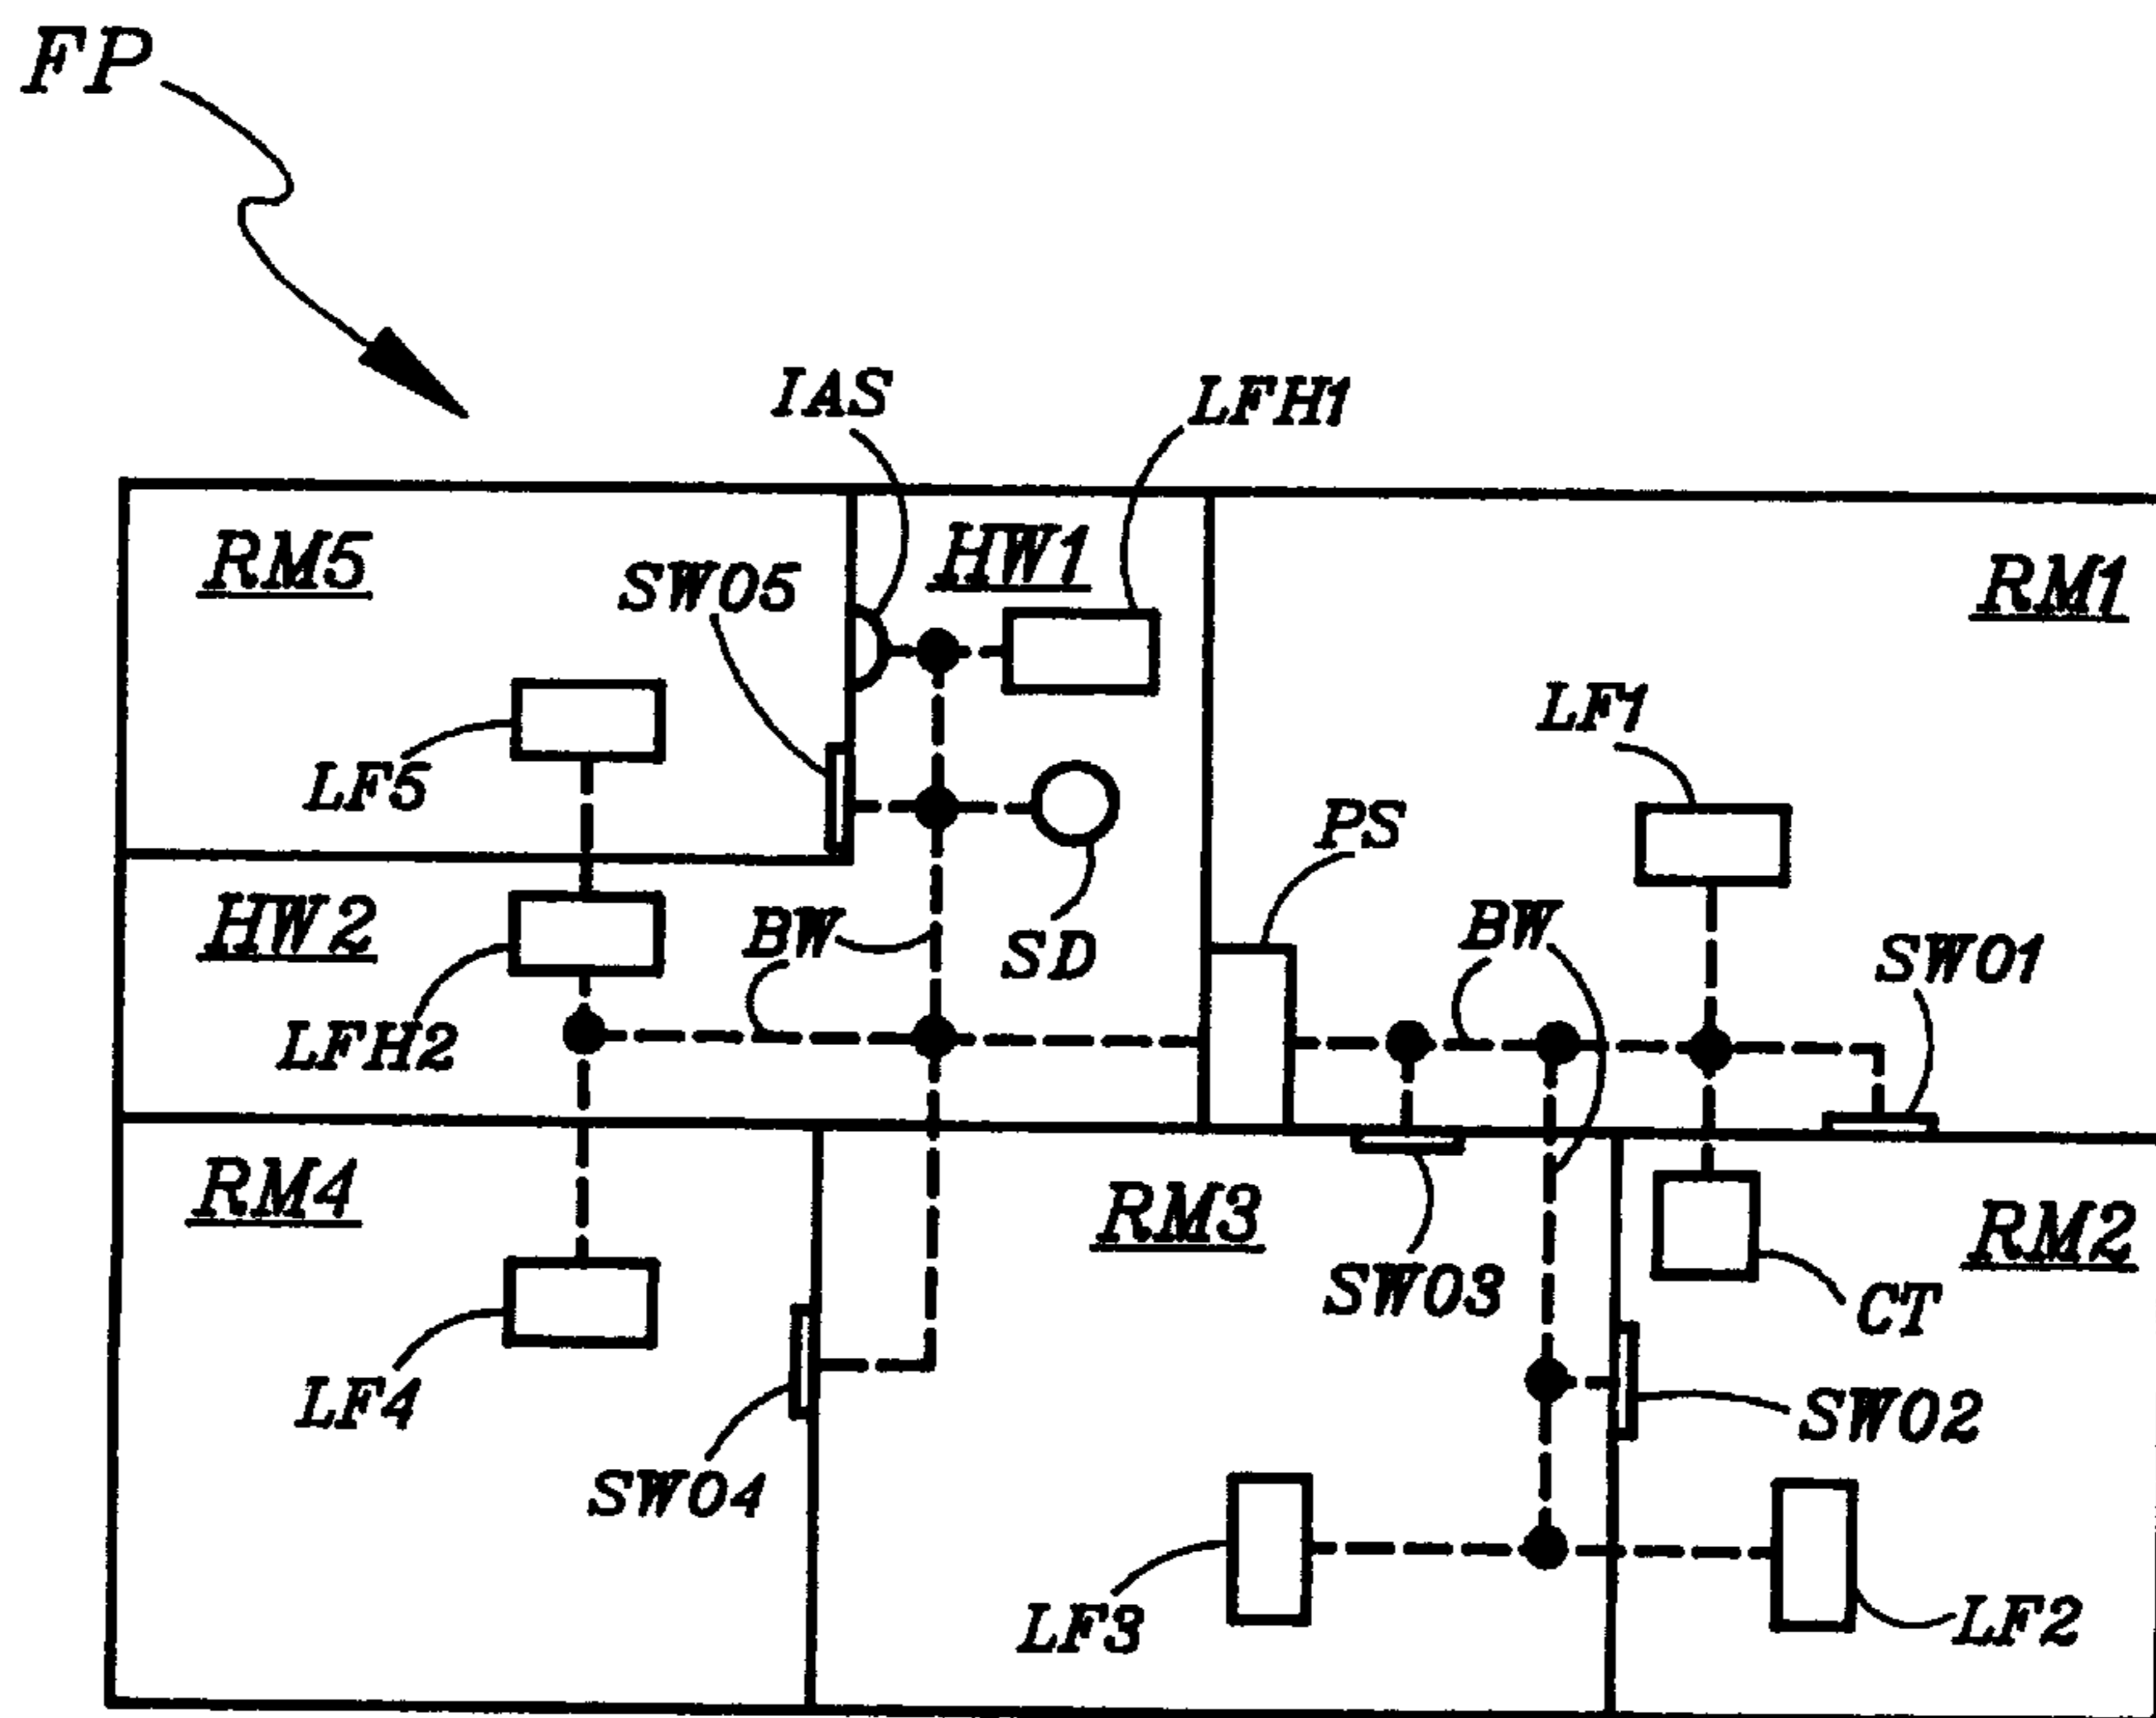 FP
IAS
LFH1
RM5
SW05
HW1
RM1
LF1
LF5
PS
HW2
BW
SD
BW
SW01
LFH2
RM4
RM3
RM2
SW03
CT
LF4
SW02
SW04
LF3
LF2